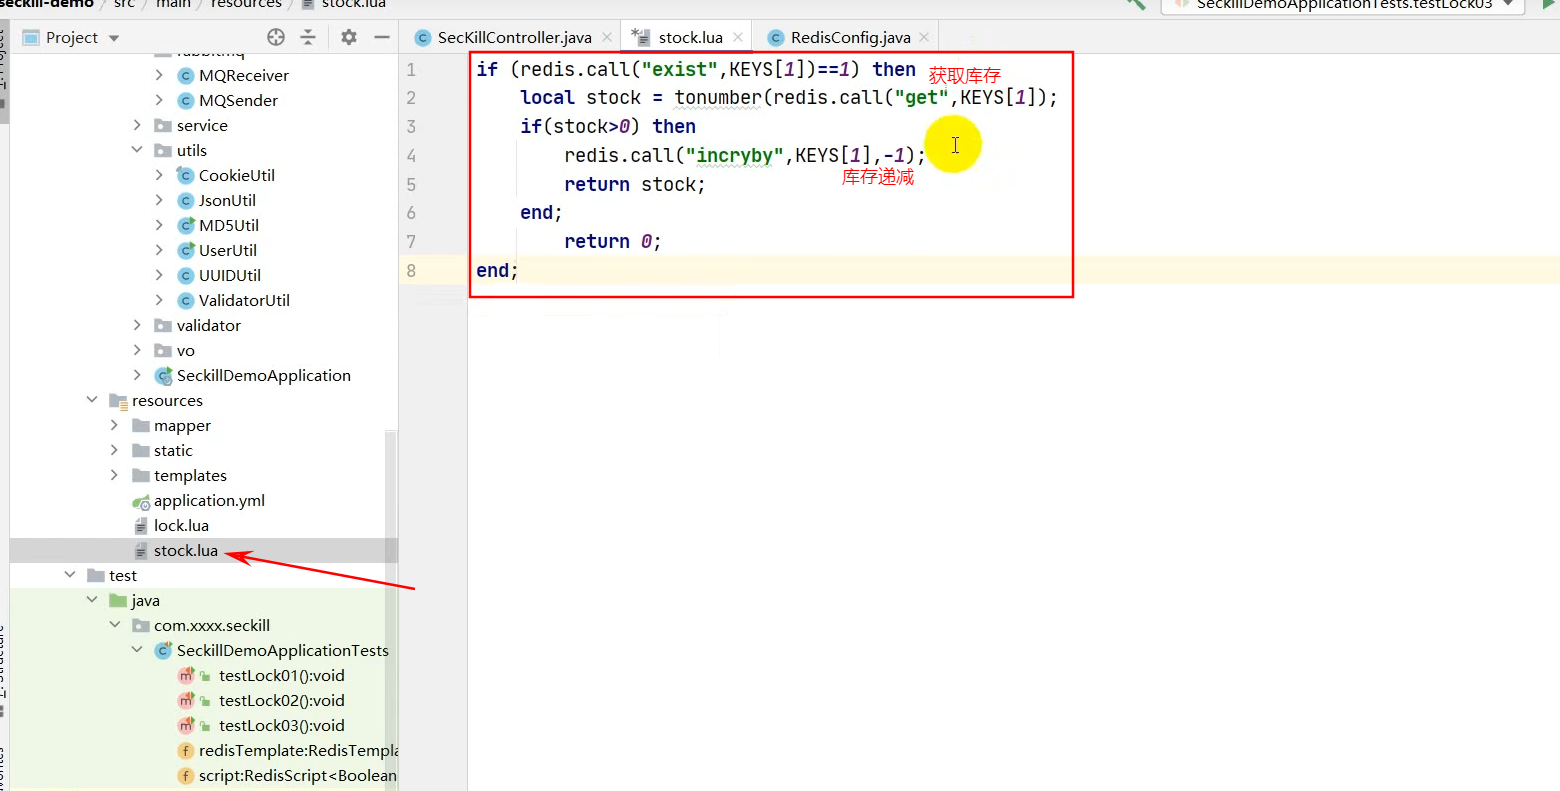 seckill-demo src main resources stock.lua
SeckillDemoApplicationTests.testLock03
Project
SecKillController.java
stock.lua
RedisConfig.java
rabbitmq
MQReceiver
MQSender
service
utils
CookieUtil
JsonUtil
MD5Util
UserUtil
UUIDUtil
ValidatorUtil
validator
vo
SeckillDemoApplication
resources
mapper
static
templates
application.yml
lock.lua
stock.lua
test
java
com.xxxx.seckill
SeckillDemoApplicationTests
testLock01():void
testLock02():void
testLock03():void
redisTemplate:RedisTempla
script:RedisScript<Boolean
1 if (redis.call("exist",KEYS[1])==1) then 获取库存
2 local stock = tonumber(redis.call("get",KEYS[1]);
3 if(stock>0) then
4 redis.call("incryby",KEYS[1],-1);
库存递减
5 return stock;
6 end;
7 return 0;
8 end;